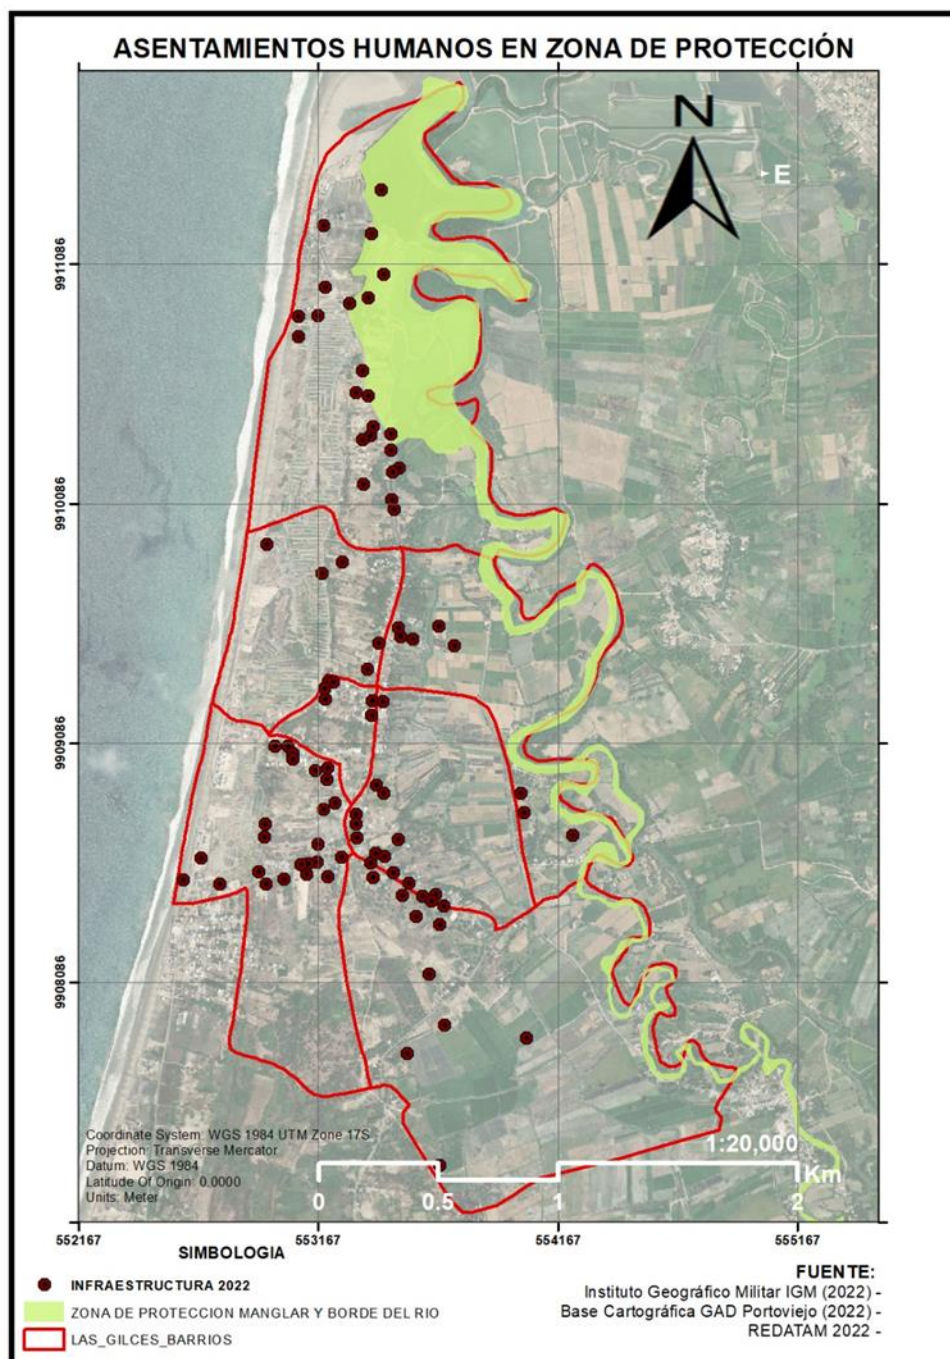 ASENTAMIENTOS HUMANOS EN ZONA DE PROTECCIÓN
N
E
9911086
9910086
9909086
9908086
Coordinate System: WGS 1984 UTM Zone 17S
Projection: Transverse Mercator
Datum: WGS 1984
Latitude Of Origin: 0.0000
Units: Meter
1:20,000
Km
0 0.5 1 2
552167 553167 554167 555167
SIMBOLOGIA
INFRAESTRUCTURA 2022
ZONA DE PROTECCION MANGLAR Y BORDE DEL RIO
LAS_GILCES_BARRIOS
FUENTE:
Instituto Geográfico Militar IGM (2022) -
Base Cartográfica GAD Portoviejo (2022) -
REDATAM 2022 -